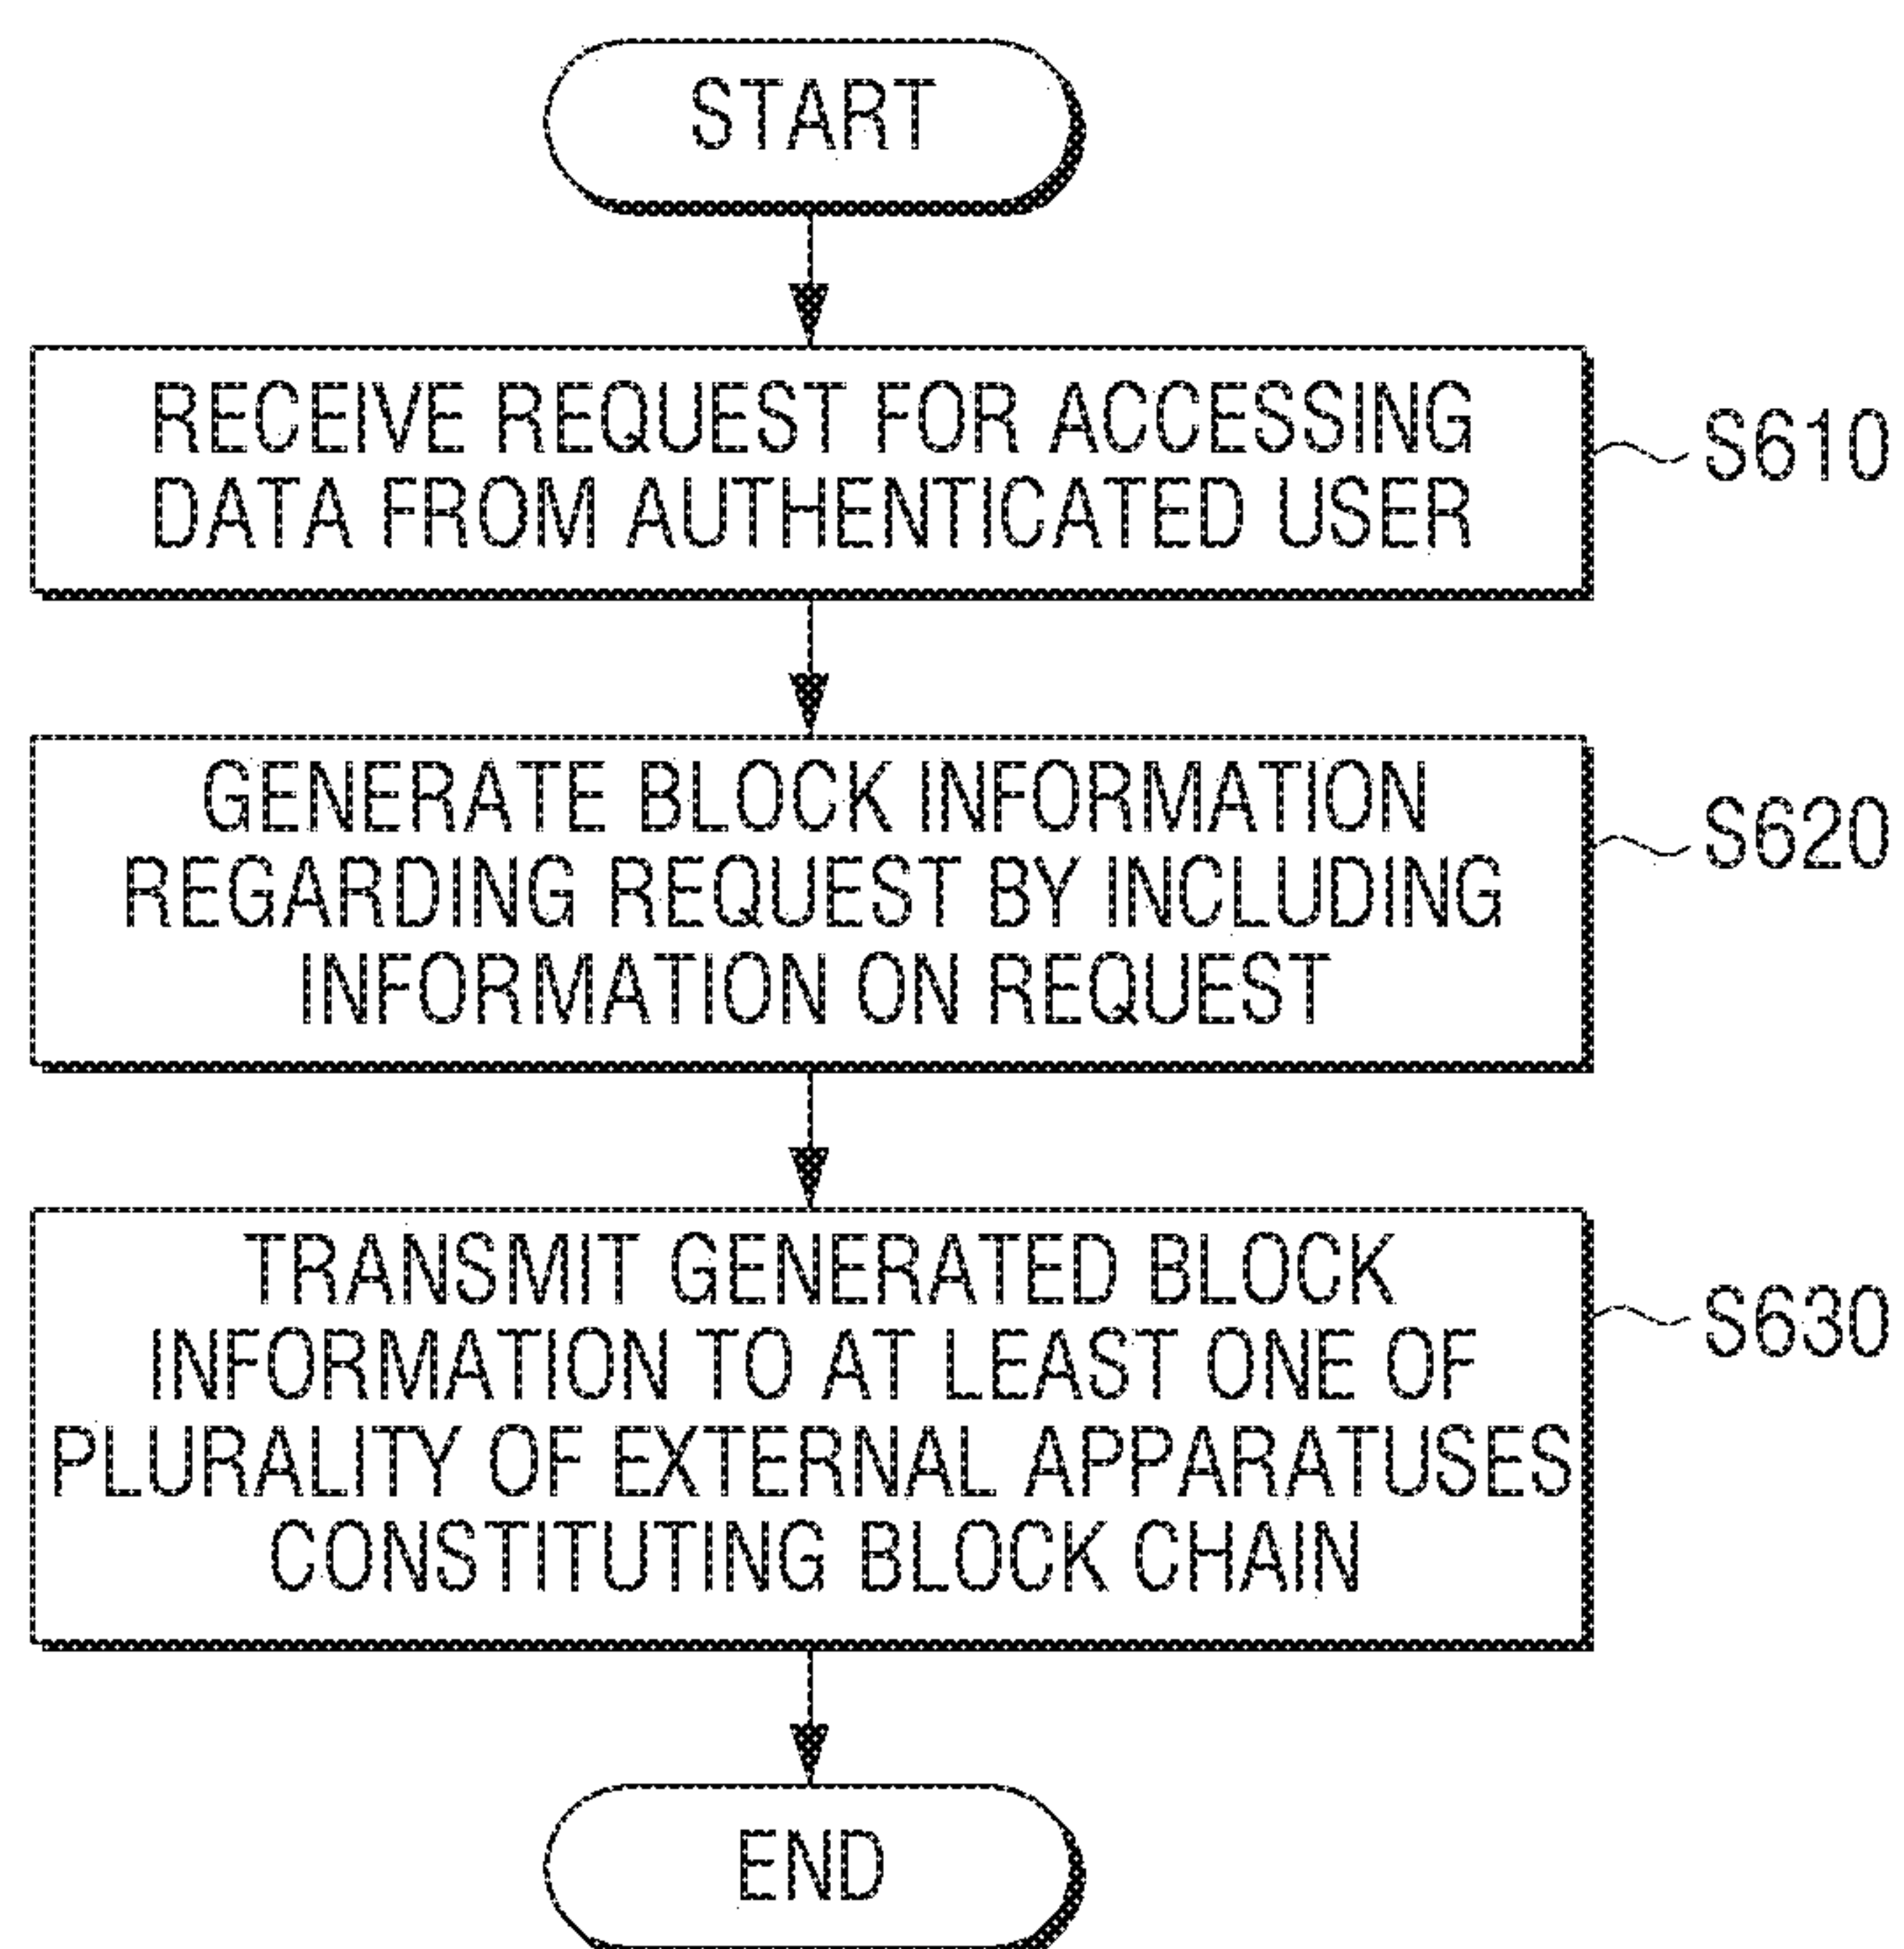 START
RECEIVE REQUEST FOR ACCESSING
DATA FROM AUTHENTICATED USER
S610
GENERATE BLOCK INFORMATION
REGARDING REQUEST BY INCLUDING
INFORMATION ON REQUEST
S620
TRANSMIT GENERATED BLOCK
INFORMATION TO AT LEAST ONE OF
PLURALITY OF EXTERNAL APPARATUSES
CONSTITUTING BLOCK CHAIN
S630
END